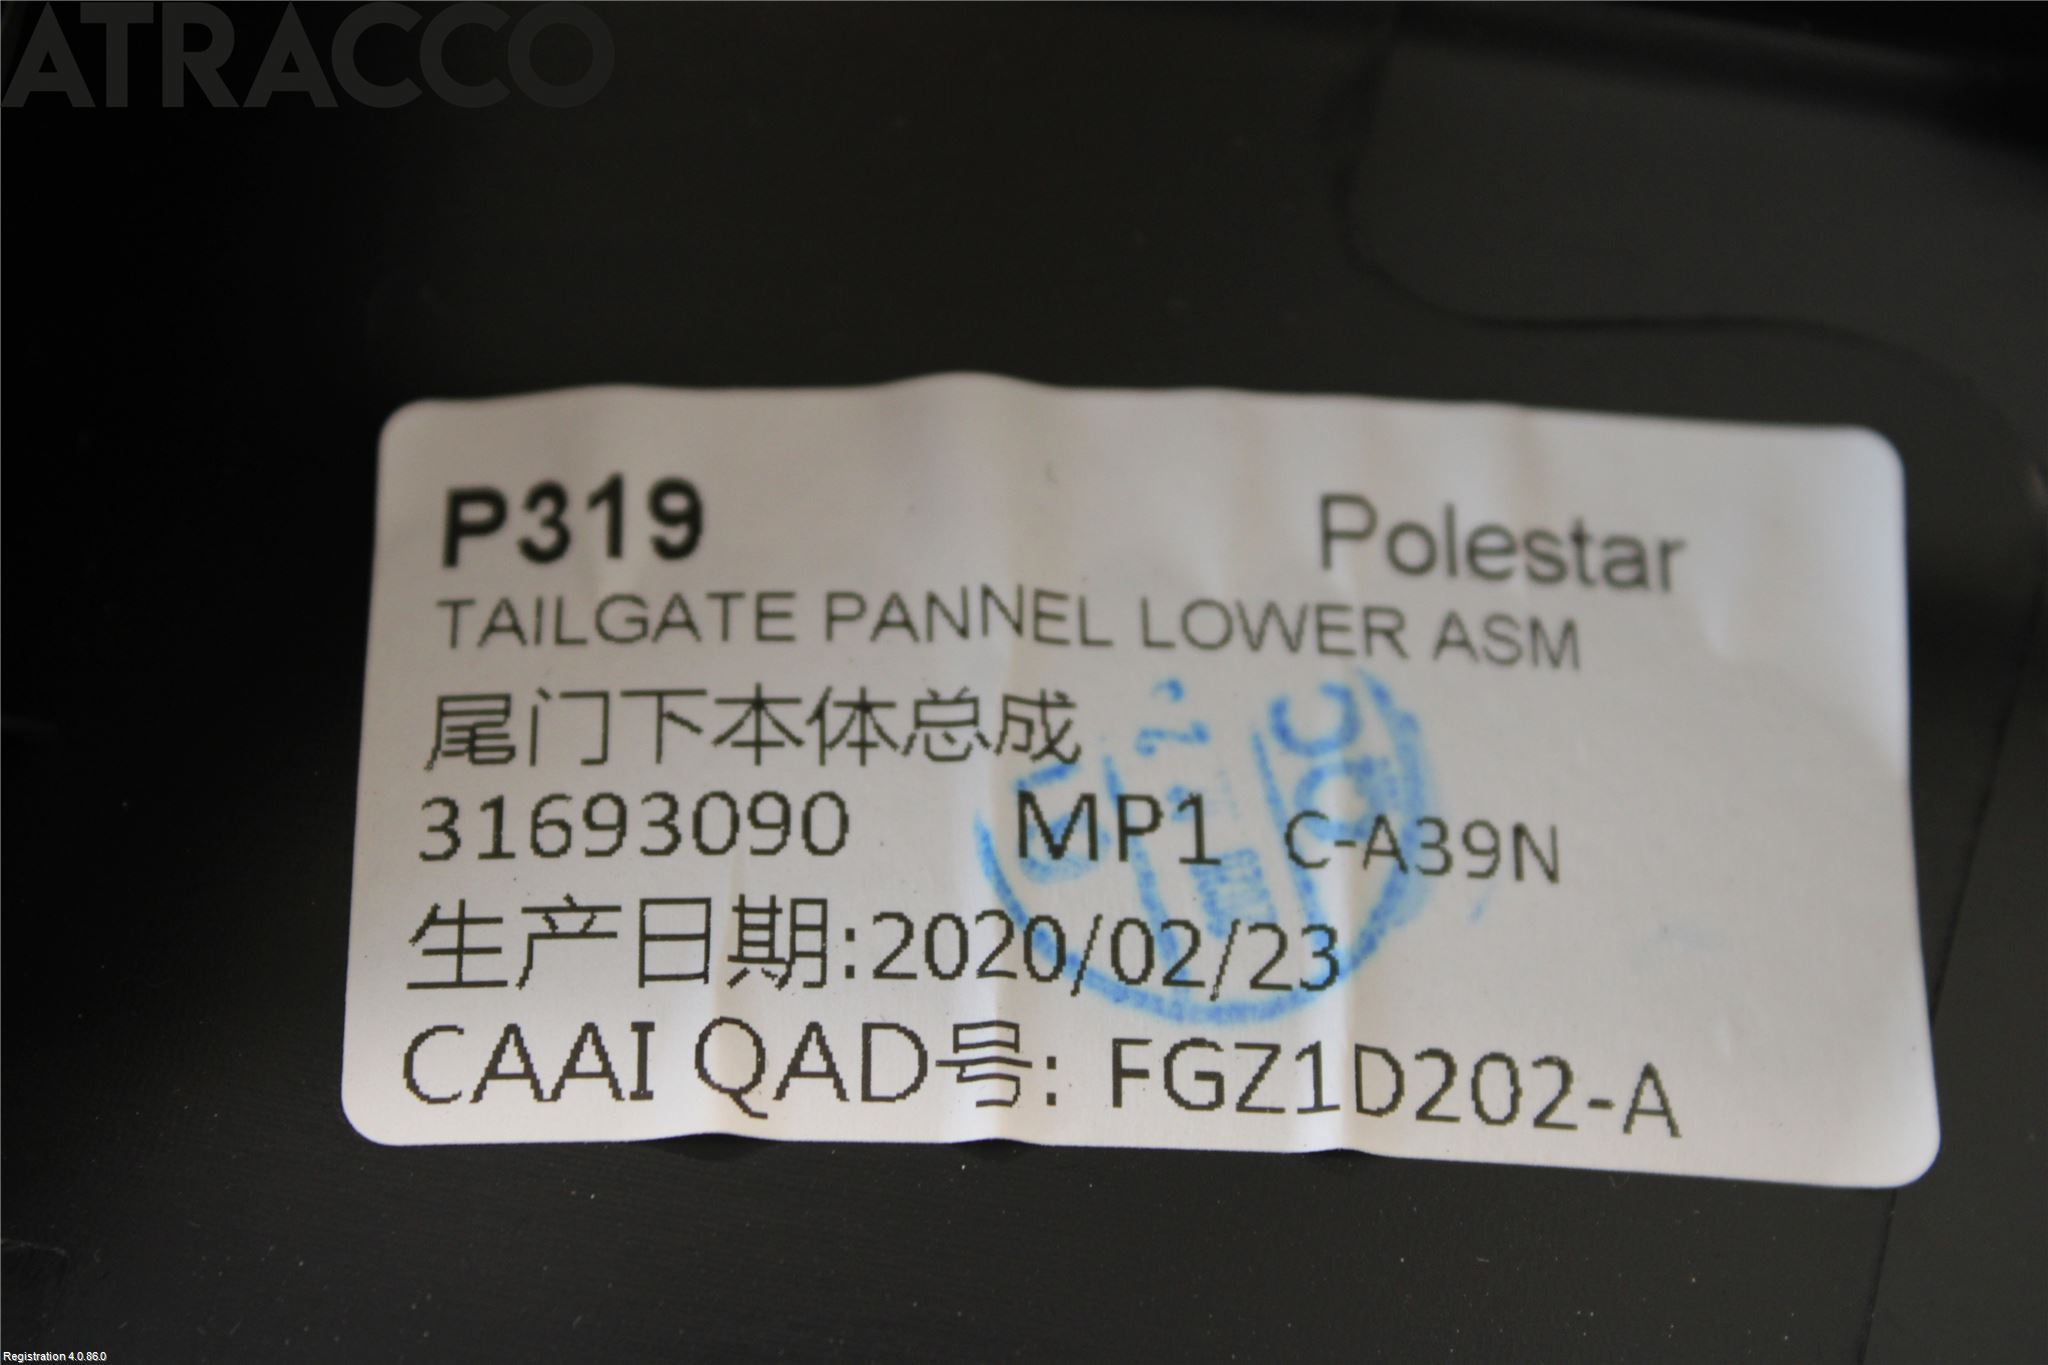 ATRACCO
P319 Polestar
TAILGATE PANNEL LOWER ASM
尾门下本体总成
31693090 MP1 C-A39N
生产日期:2020/02/23
CAAI QAD号: FGZ1D202-A
Registration 4.0.86.0